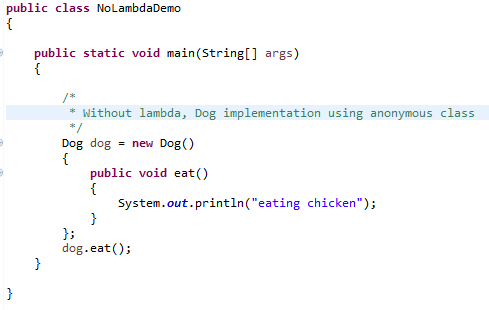 public class NoLambdaDemo
{
    public static void main(String[] args)
    {
        /*
         * Without lambda, Dog implementation using anonymous class
         */
        Dog dog = new Dog()
        {
            public void eat()
            {
                System.out.println("eating chicken");
            }
        };
        dog.eat();
    }
}